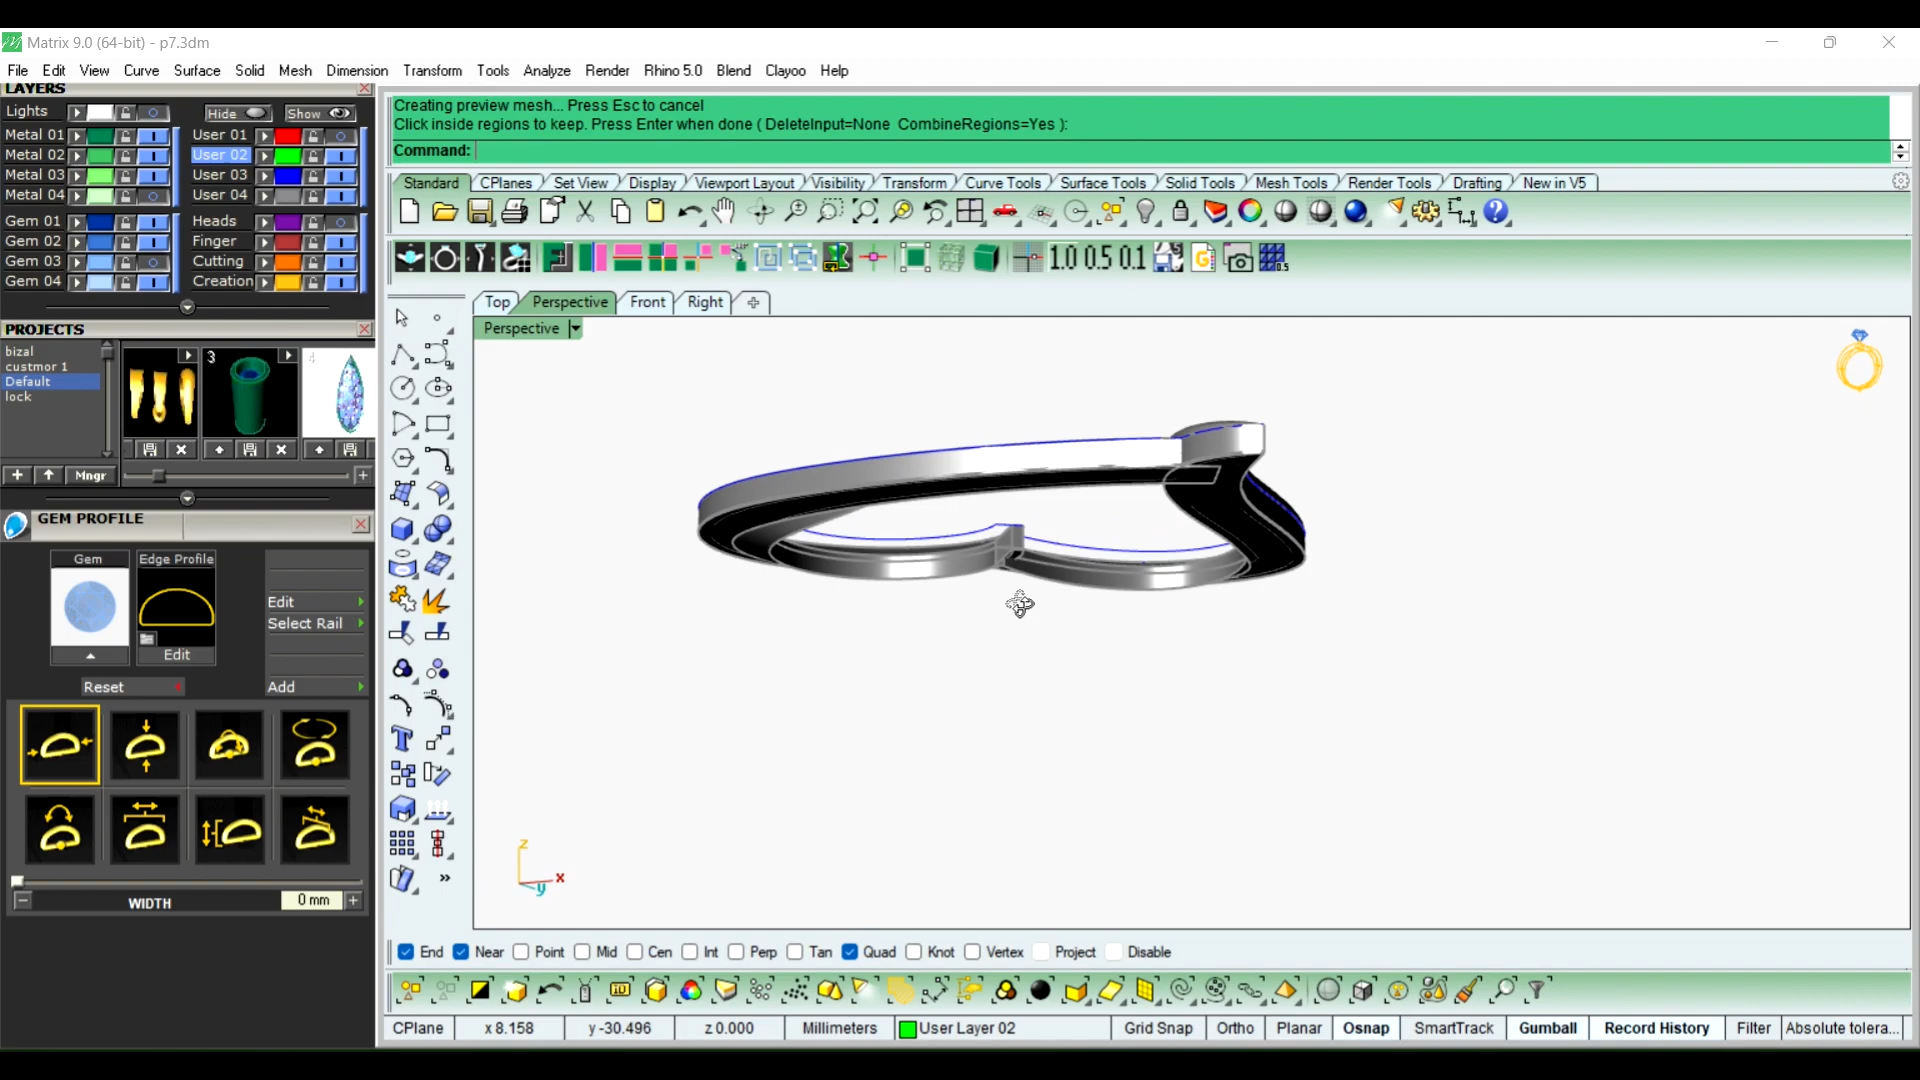 Matrix 9.0 (64-bit) - p7.3dm
File Edit View Curve Surface Solid Mesh Dimension Transform Tools Analyze Render Rhino 5.0 Blend Clayoo Help
LAYERS
Lights Hide Show
Metal 01 User 01
Metal 02 User 02
Metal 03 User 03
Metal 04 User 04
Gem 01 Heads
Gem 02 Finger
Gem 03 Cutting
Gem 04 Creation
PROJECTS
bizal
custmor 1
Default
lock
3
4
Mngr
GEM PROFILE
Gem Edge Profile
Edit
Select Rail
Edit
Reset Add
WIDTH 0 mm
Creating preview mesh... Press Esc to cancel
Click inside regions to keep. Press Enter when done ( DeleteInput=None CombineRegions=Yes ):
Command:
Standard CPlanes Set View Display Viewport Layout Visibility Transform Curve Tools Surface Tools Solid Tools Mesh Tools Render Tools Drafting New in V5
1.0 0.5 0.1
Top Perspective Front Right
Perspective
z
x
y
End Near Point Mid Cen Int Perp Tan Quad Knot Vertex Project Disable
CPlane x 8.158 y -30.496 z 0.000 Millimeters User Layer 02 Grid Snap Ortho Planar Osnap SmartTrack Gumball Record History Filter Absolute tolera...